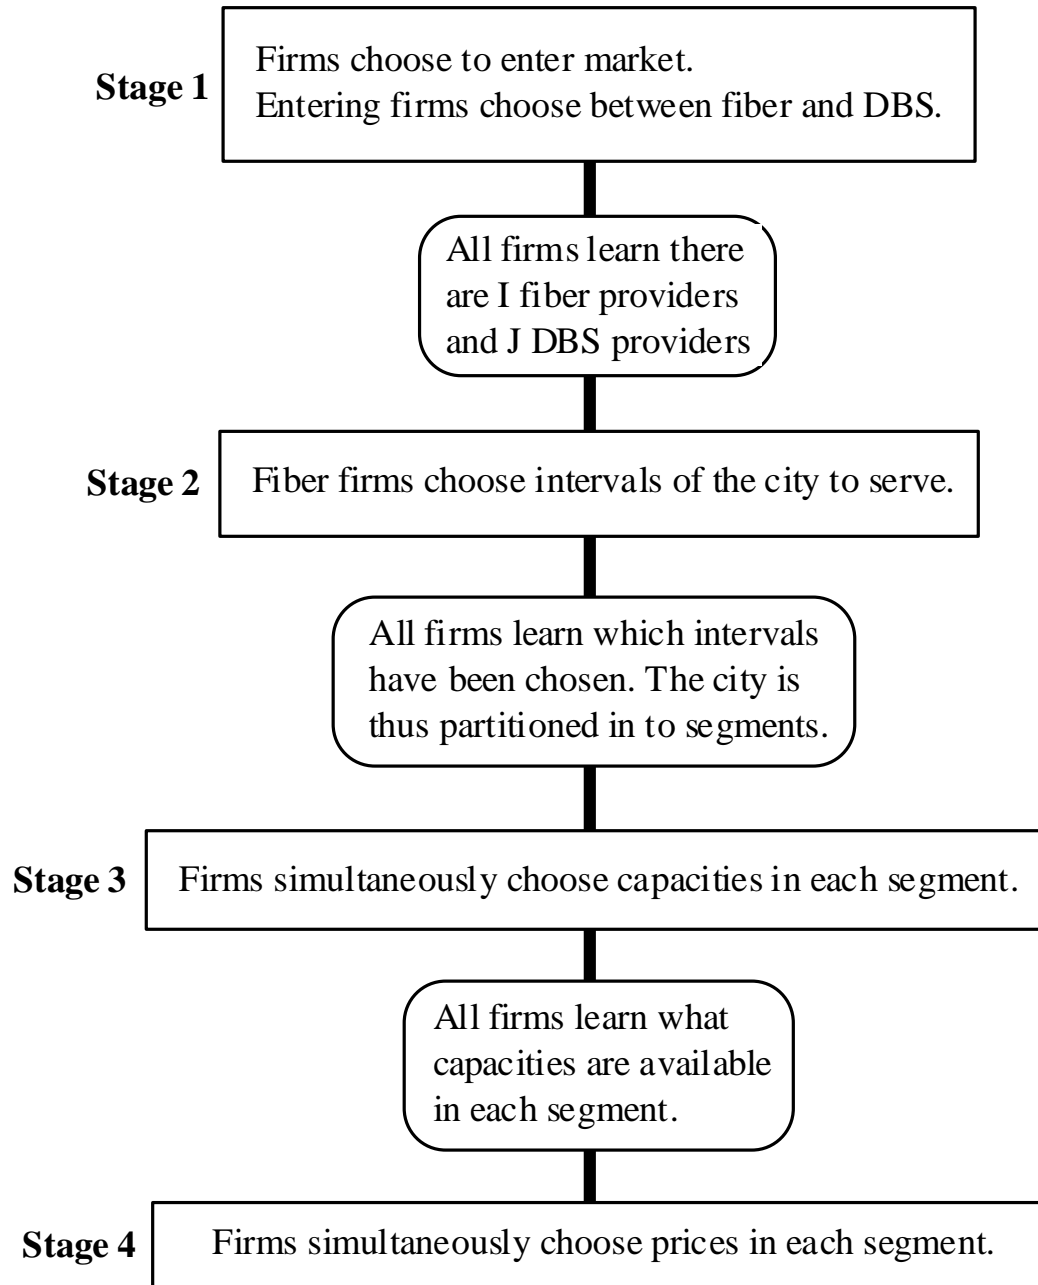 Stage 1
Firms choose to enter market.
Entering firms choose between fiber and DBS.
All firms learn there
are I fiber providers
and J DBS providers
Stage 2
Fiber firms choose intervals of the city to serve.
All firms learn which intervals
have been chosen. The city is
thus partitioned in to segments.
Stage 3
Firms simultaneously choose capacities in each segment.
All firms learn what
capacities are available
in each segment.
Stage 4
Firms simultaneously choose prices in each segment.